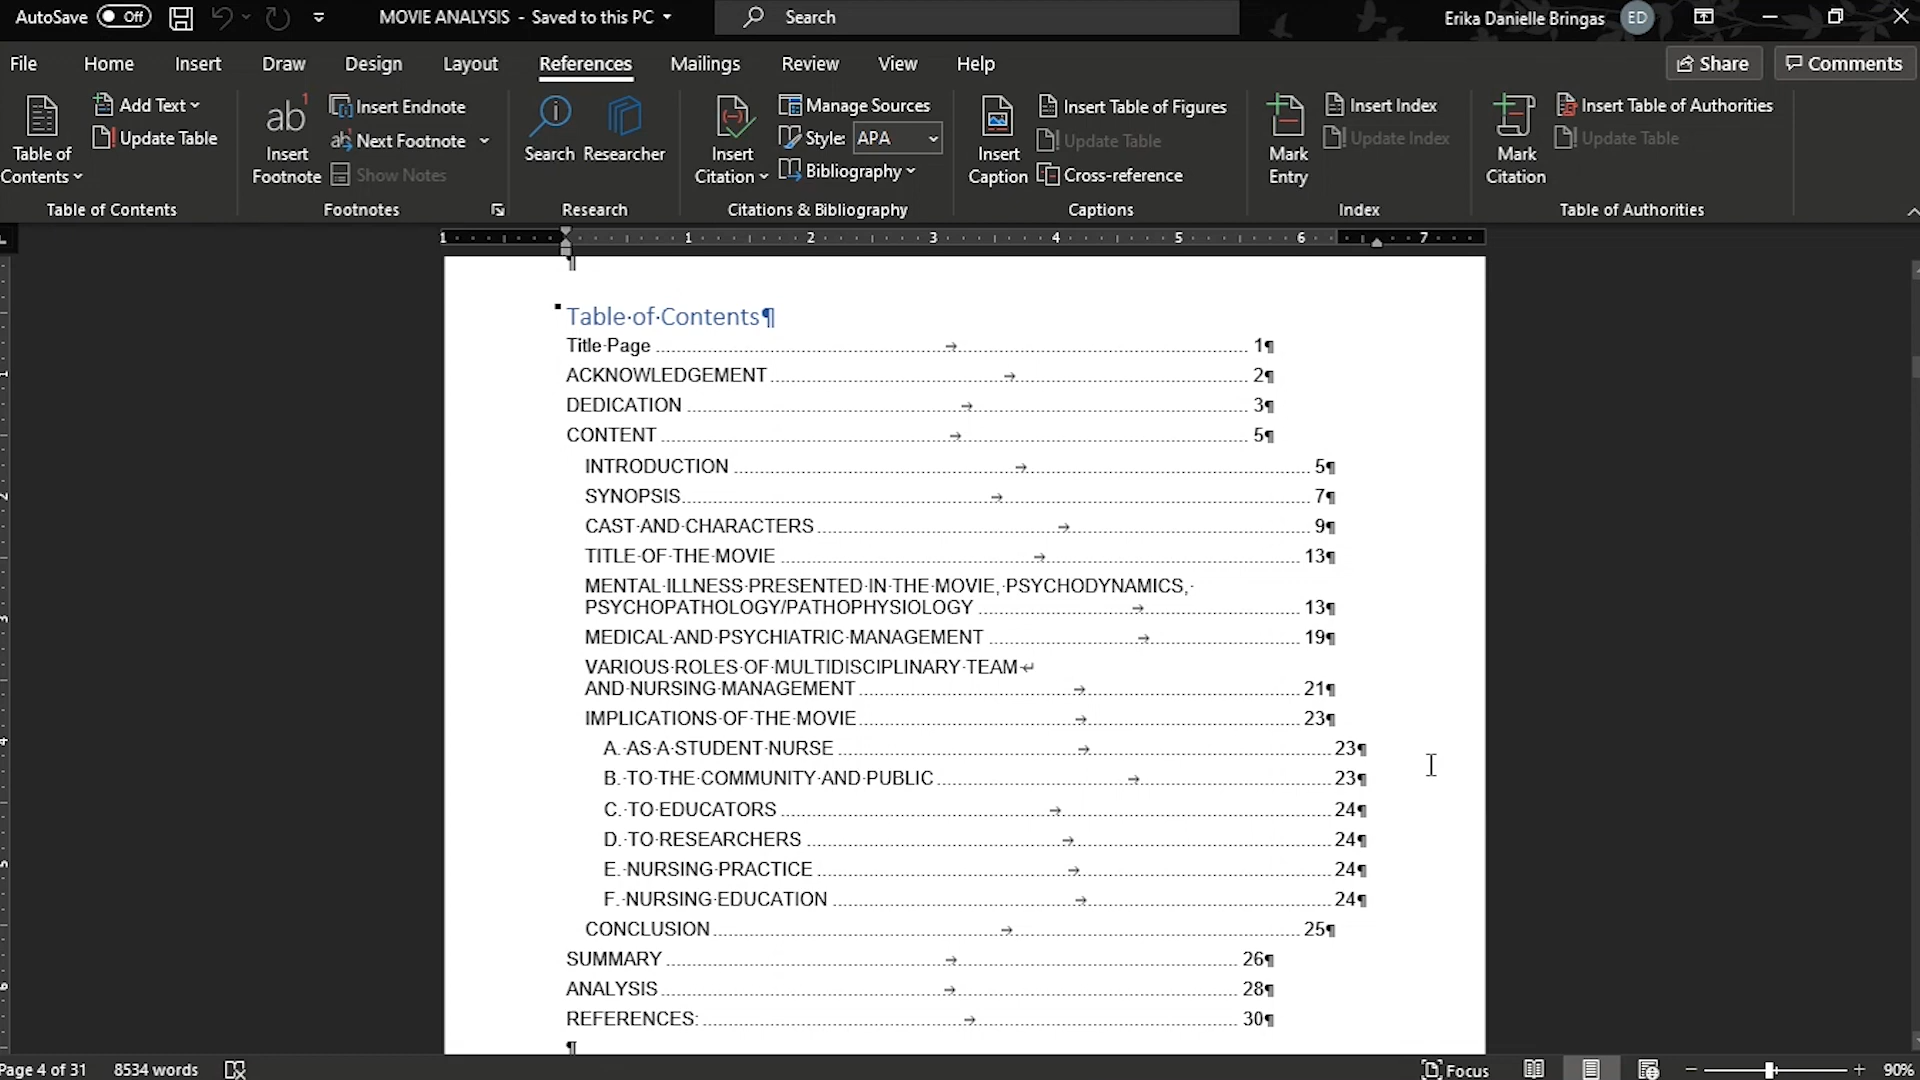 AutoSave Off MOVIE ANALYSIS - Saved to this PC Search Erika Danielle Bringas ED
File Home Insert Draw Design Layout References Mailings Review View Help Share Comments
Table of Contents
Add Text
Update Table
Table of Contents
ab1
Insert Footnote
Insert Endnote
Next Footnote
Show Notes
Footnotes
Search Researcher
Research
Insert Citation
Manage Sources
Style: APA
Bibliography
Citations & Bibliography
Insert Caption
Insert Table of Figures
Update Table
Cross-reference
Captions
Mark Entry
Insert Index
Update Index
Index
Mark Citation
Insert Table of Authorities
Update Table
Table of Authorities
1 1 2 3 4 5 6 7
¶
Table·of·Contents¶
Title·Page → 1¶
ACKNOWLEDGEMENT → 2¶
DEDICATION → 3¶
CONTENT → 5¶
INTRODUCTION → 5¶
SYNOPSIS → 7¶
CAST·AND·CHARACTERS → 9¶
TITLE·OF·THE·MOVIE → 13¶
MENTAL·ILLNESS·PRESENTED·IN·THE·MOVIE,·PSYCHODYNAMICS,·
PSYCHOPATHOLOGY/PATHOPHYSIOLOGY → 13¶
MEDICAL·AND·PSYCHIATRIC·MANAGEMENT → 19¶
VARIOUS·ROLES·OF·MULTIDISCIPLINARY·TEAM↵
AND·NURSING·MANAGEMENT → 21¶
IMPLICATIONS·OF·THE·MOVIE → 23¶
A.·AS·A·STUDENT·NURSE → 23¶
B.·TO·THE·COMMUNITY·AND·PUBLIC → 23¶
C.·TO·EDUCATORS → 24¶
D.·TO·RESEARCHERS → 24¶
E.·NURSING·PRACTICE → 24¶
F.·NURSING·EDUCATION → 24¶
CONCLUSION → 25¶
SUMMARY → 26¶
ANALYSIS → 28¶
REFERENCES: → 30¶
¶
Page 4 of 31 8534 words Focus 90%